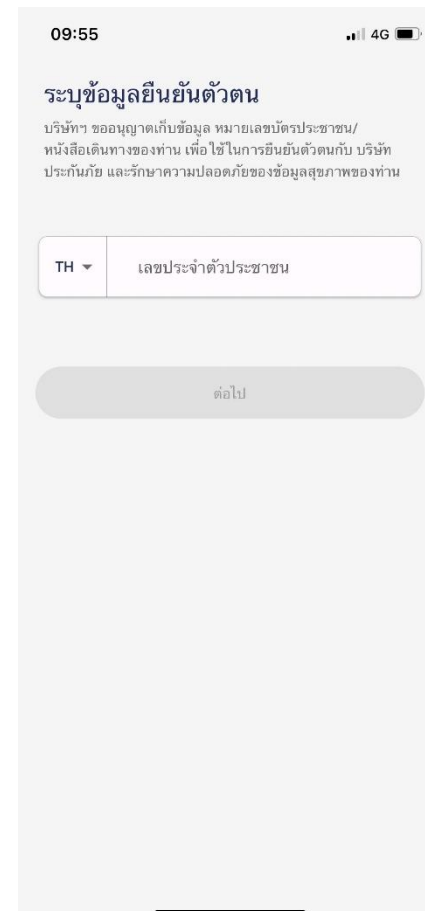 09:55
4G
ระบุข้อมูลยืนยันตัวตน
บริษัทฯ ขออนุญาตเก็บข้อมูล หมายเลขบัตรประชาชน/
หนังสือเดินทางของท่าน เพื่อใช้ในการยืนยันตัวตนกับ บริษัท
ประกันภัย และรักษาความปลอดภัยของข้อมูลสุขภาพของท่าน
TH เลขประจำตัวประชาชน
ต่อไป